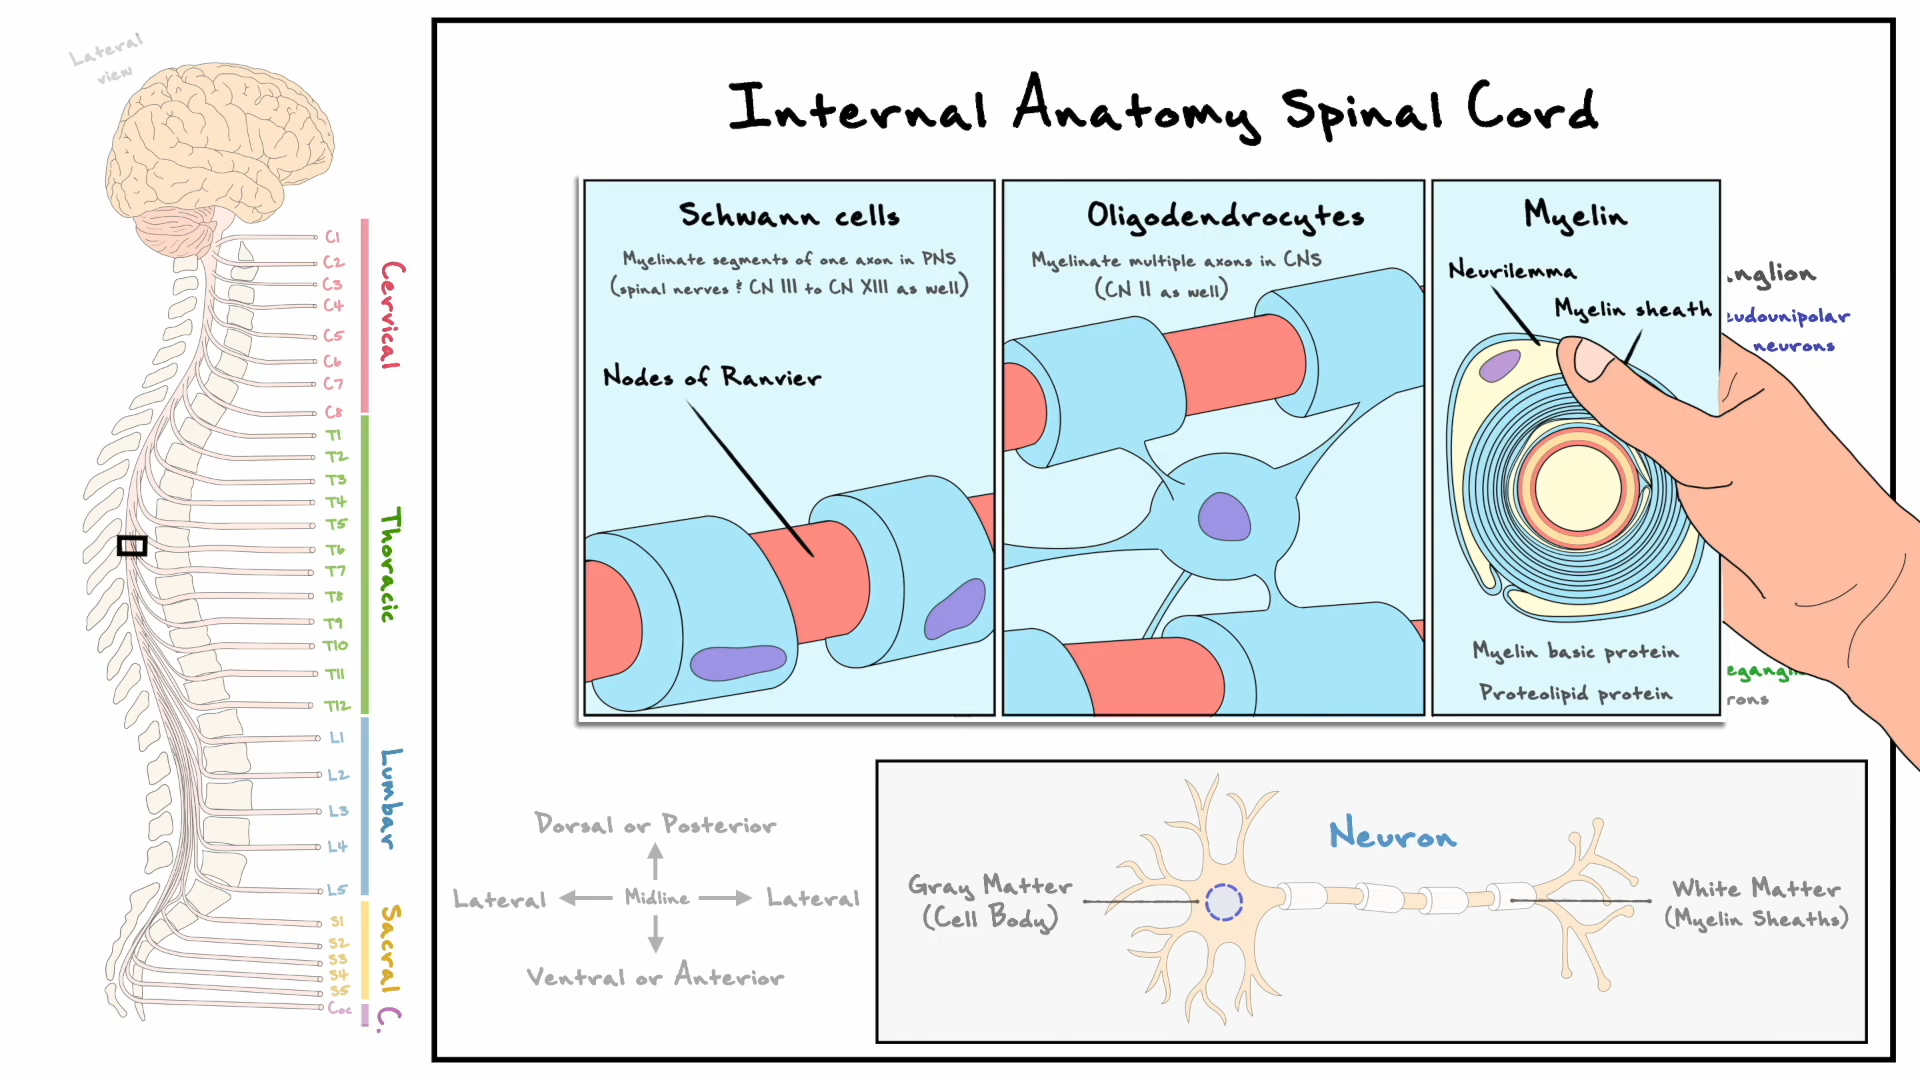 Lateral
view
C1
C2
C3
C4
C5
C6
C7
C8
T1
T2
T3
T4
T5
T6
T7
T8
T9
T10
T11
T12
L1
L2
L3
L4
L5
S1
S2
S3
S4
S5
Coc
Cervical
Thoracic
Lumbar
Sacral
C.
Internal Anatomy Spinal Cord
Schwann cells
Myelinate segments of one axon in PNS
(spinal nerves & CN III to CN XIII as well)
Nodes of Ranvier
Oligodendrocytes
Myelinate multiple axons in CNS
(CN II as well)
Myelin
Neurilemma
Myelin sheath
Myelin basic protein
Proteolipid protein
neurons
Dorsal or Posterior
Lateral
Midline
Lateral
Ventral or Anterior
Neuron
Gray Matter
(Cell Body)
White Matter
(Myelin Sheaths)